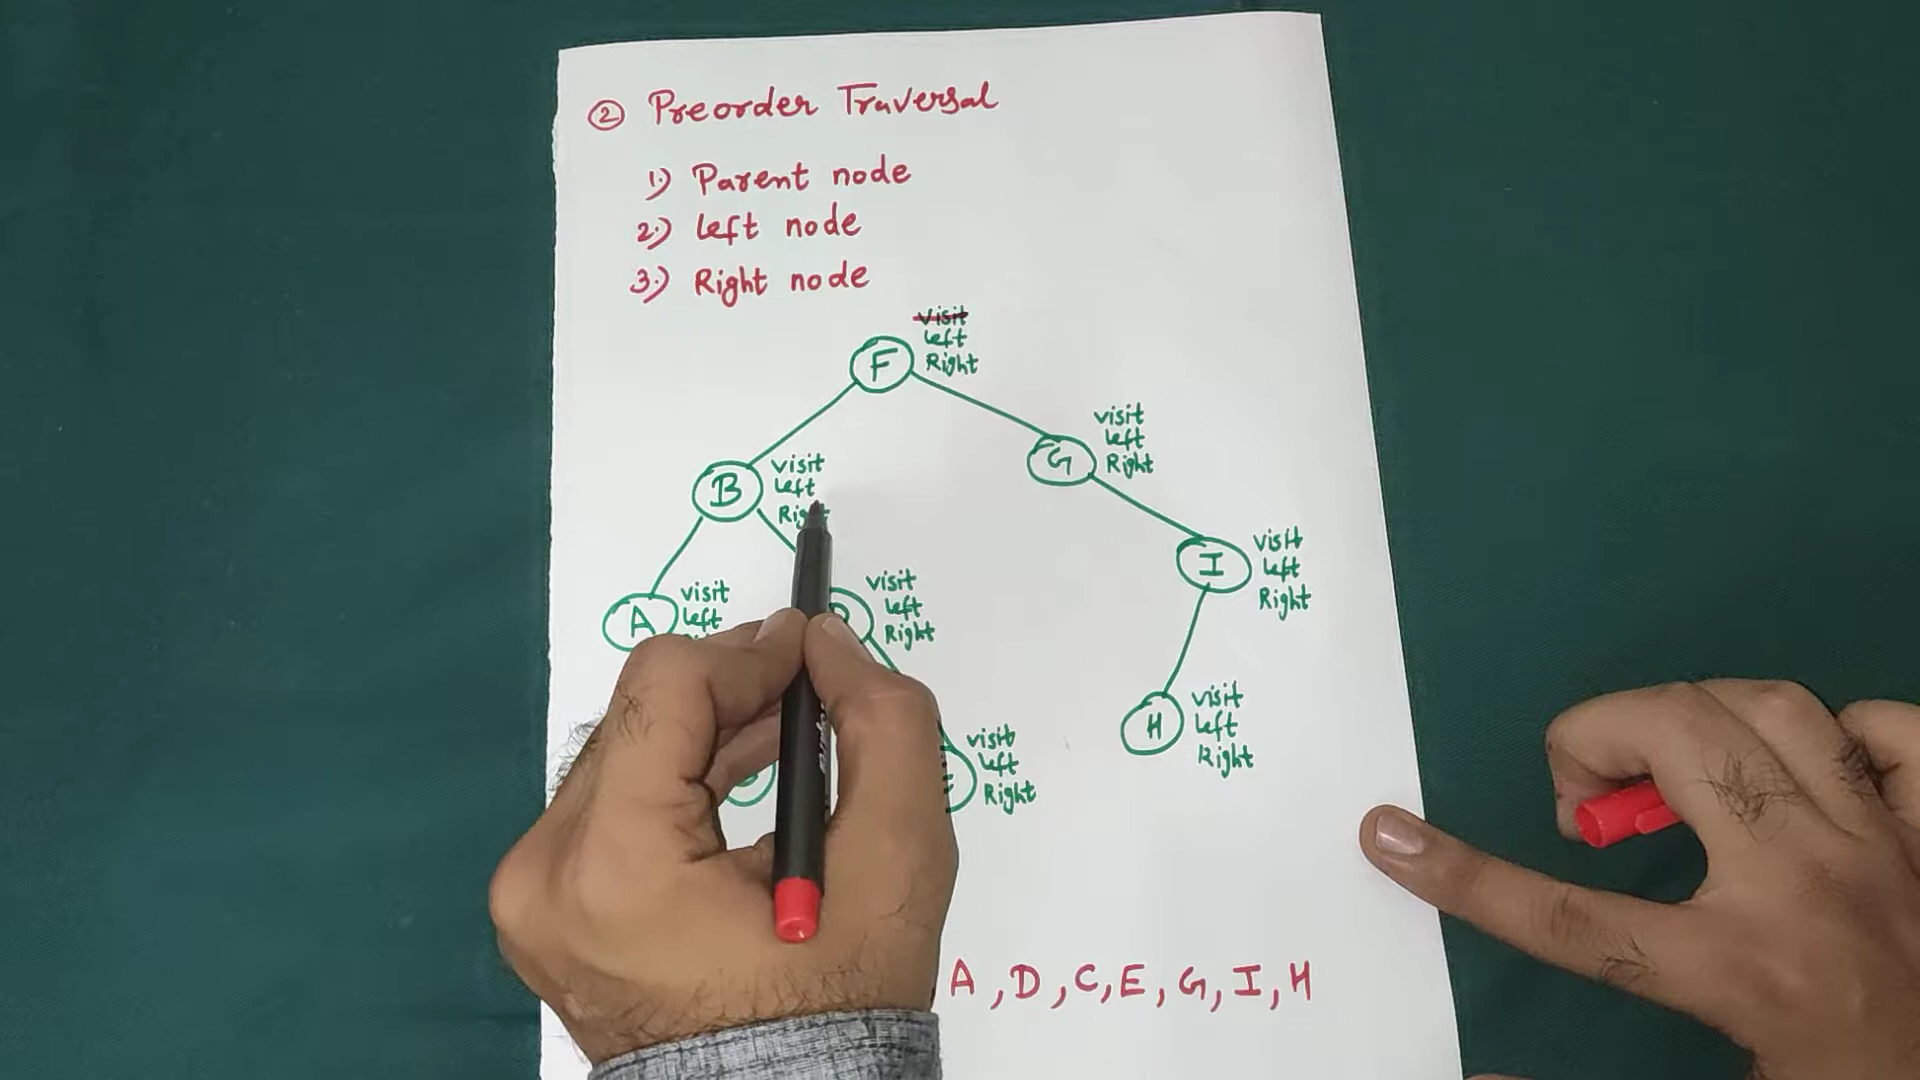 ② Preorder Traversal
1.) Parent node
2.) Left node
3.) Right node
visit
left
Right
F
visit
left
Right
G
visit
left
Right
B
visit
left
Right
I
visit
left
A
visit
left
Right
D
visit
left
Right
H
visit
left
Right
E
A, D, C, E, G, I, H